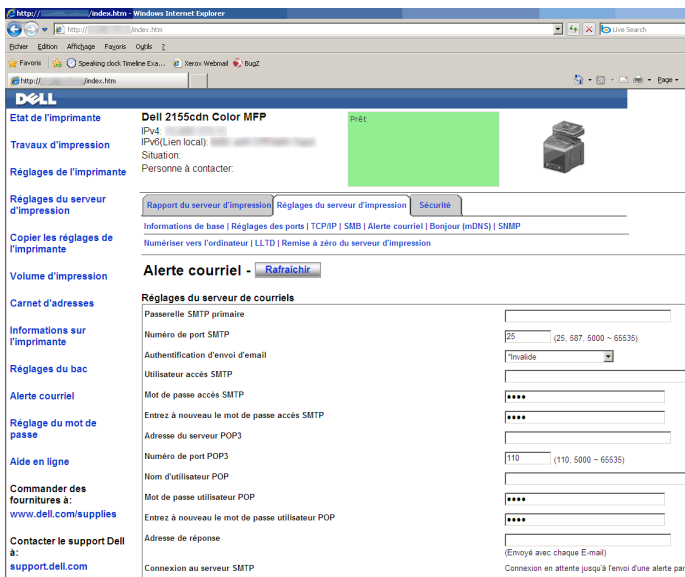 http:// /index.htm - Windows Internet Explorer
http:// /index.htm
Live Search
Fichier Edition Affichage Favoris Outils ?
Favoris Speaking clock Timeline Exa... Xerox Webmail BugZ
http:// /index.htm
Page
DELL
Etat de l'imprimante
Travaux d'impression
Réglages de l'imprimante
Réglages du serveur
d'impression
Copier les réglages de
l'imprimante
Volume d'impression
Carnet d'adresses
Informations sur
l'imprimante
Réglages du bac
Alerte courriel
Réglage du mot de
passe
Aide en ligne
Commander des
fournitures à:
www.dell.com/supplies
Contacter le support Dell
à:
support.dell.com
Dell 2155cdn Color MFP
IPv4:
IPv6(Lien local):
Situation:
Personne à contacter:
Prêt
Rapport du serveur d'impression Réglages du serveur d'impression Sécurité
Informations de base | Réglages des ports | TCP/IP | SMB | Alerte courriel | Bonjour (mDNS) | SNMP
Numériser vers l'ordinateur | LLTD | Remise à zéro du serveur d'impression
Alerte courriel - Rafraichir
Réglages du serveur de courriels
Passerelle SMTP primaire
Numéro de port SMTP 25 (25, 587, 5000 ~ 65535)
Authentification d'envoi d'email *Invalide
Utilisateur accès SMTP
Mot de passe accès SMTP ••••
Entrez à nouveau le mot de passe accès SMTP ••••
Adresse du serveur POP3
Numéro de port POP3 110 (110, 5000 ~ 65535)
Nom d'utilisateur POP
Mot de passe utilisateur POP ••••
Entrez à nouveau le mot de passe utilisateur POP ••••
Adresse de réponse
(Envoyé avec chaque E-mail)
Connexion au serveur SMTP Connexion en attente jusqu'à l'envoi d'une alerte par